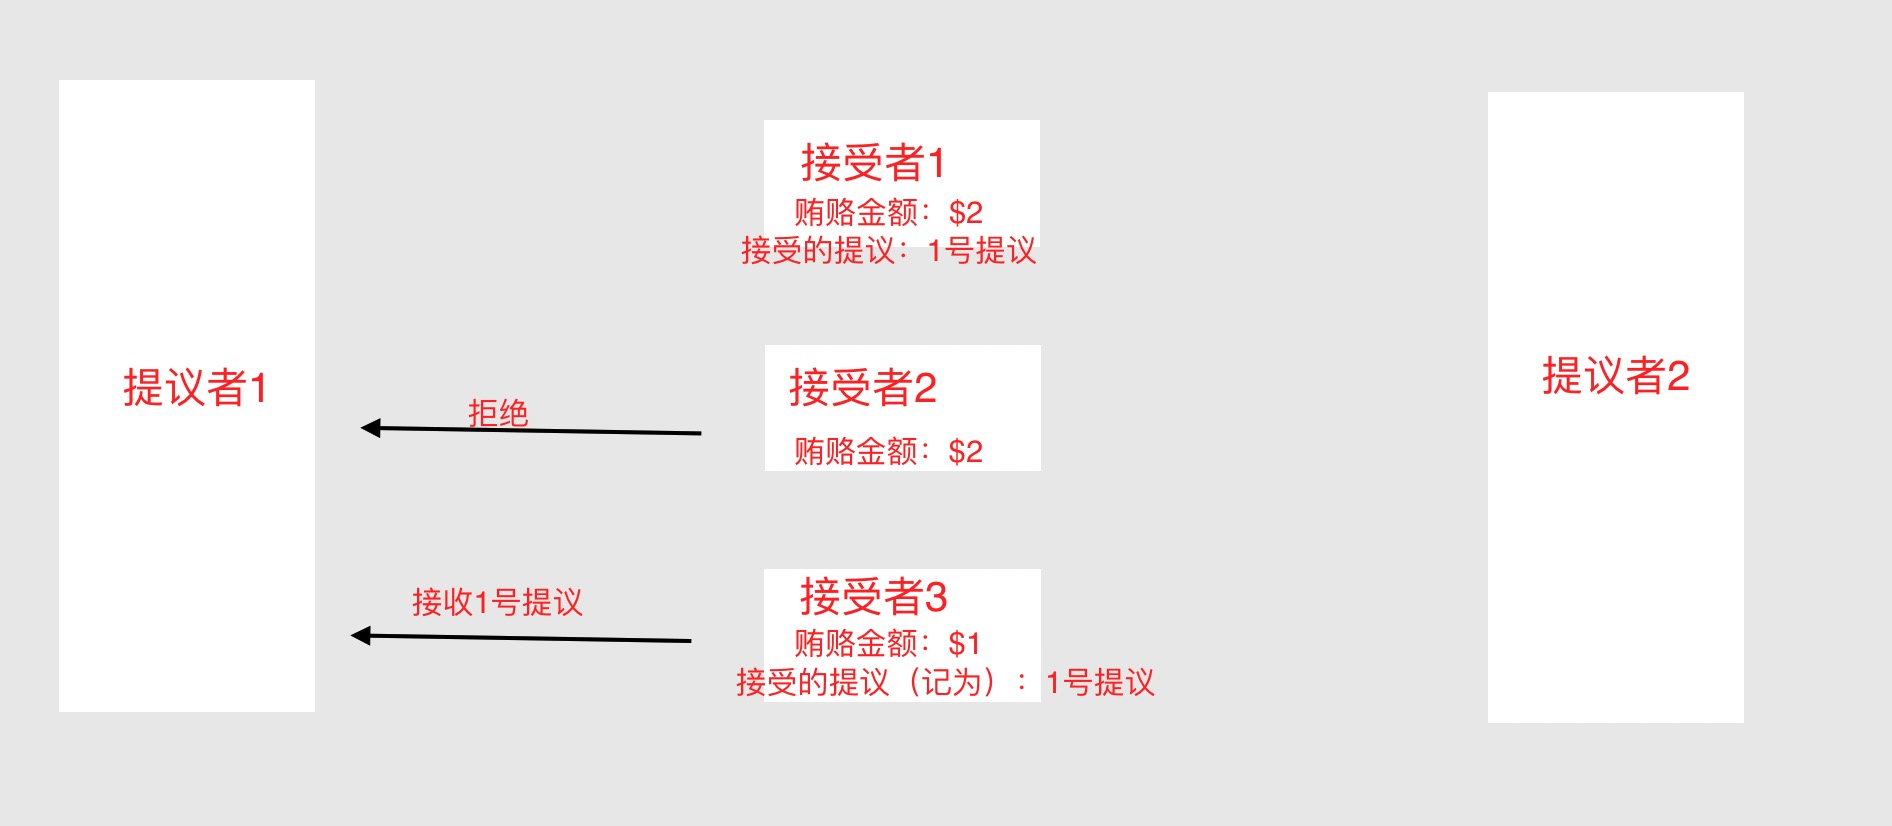 提议者1
接受者1
贿赂金额：$2
接受的提议：1号提议
接受者2
贿赂金额：$2
拒绝
接受者3
贿赂金额：$1
接受的提议（记为）：1号提议
接收1号提议
提议者2